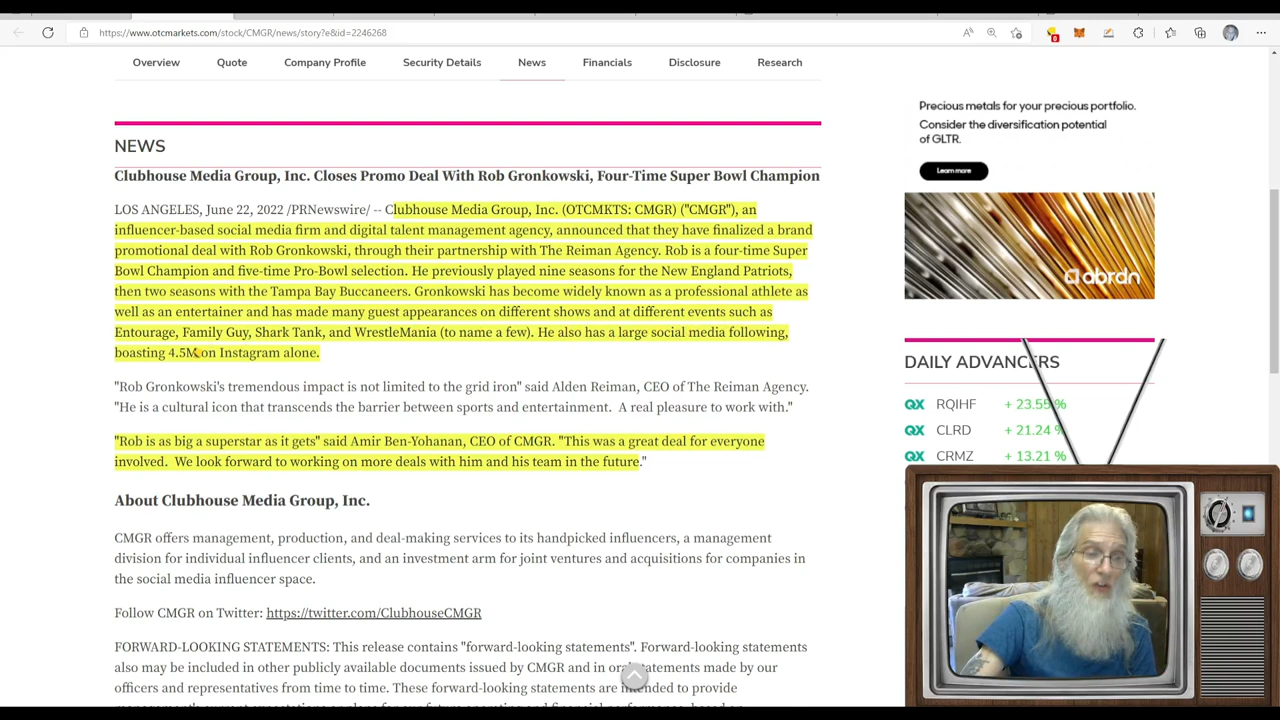 https://www.otcmarkets.com/stock/CMGR/news/story?e&id=2246268
Overview
Quote
Company Profile
Security Details
News
Financials
Disclosure
Research
NEWS
Clubhouse Media Group, Inc. Closes Promo Deal With Rob Gronkowski, Four-Time Super Bowl Champion
LOS ANGELES, June 22, 2022 /PRNewswire/ -- Clubhouse Media Group, Inc. (OTCMKTS: CMGR) ("CMGR"), an
influencer-based social media firm and digital talent management agency, announced that they have finalized a brand
promotional deal with Rob Gronkowski, through their partnership with The Reiman Agency. Rob is a four-time Super
Bowl Champion and five-time Pro-Bowl selection. He previously played nine seasons for the New England Patriots,
then two seasons with the Tampa Bay Buccaneers. Gronkowski has become widely known as a professional athlete as
well as an entertainer and has made many guest appearances on different shows and at different events such as
Entourage, Family Guy, Shark Tank, and WrestleMania (to name a few). He also has a large social media following,
boasting 4.5M on Instagram alone.
"Rob Gronkowski's tremendous impact is not limited to the grid iron" said Alden Reiman, CEO of The Reiman Agency.
"He is a cultural icon that transcends the barrier between sports and entertainment. A real pleasure to work with."
"Rob is as big a superstar as it gets" said Amir Ben-Yohanan, CEO of CMGR. "This was a great deal for everyone
involved. We look forward to working on more deals with him and his team in the future."
About Clubhouse Media Group, Inc.
CMGR offers management, production, and deal-making services to its handpicked influencers, a management
division for individual influencer clients, and an investment arm for joint ventures and acquisitions for companies in
the social media influencer space.
Follow CMGR on Twitter: https://twitter.com/ClubhouseCMGR
FORWARD-LOOKING STATEMENTS: This release contains "forward-looking statements". Forward-looking statements
also may be included in other publicly available documents issued by CMGR and in oral statements made by our
officers and representatives from time to time. These forward-looking statements are intended to provide
Precious metals for your precious portfolio.
Consider the diversification potential
of GLTR.
Learn more
abrdn
DAILY ADVANCERS
QX RQIHF + 23.55 %
QX CLRD + 21.24 %
QX CRMZ + 13.21 %